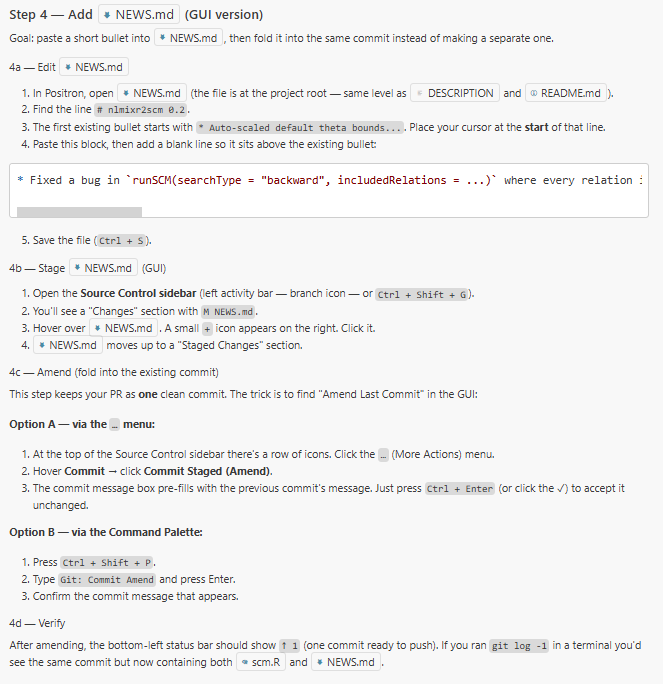 Step 4 — Add NEWS.md (GUI version)
Goal: paste a short bullet into NEWS.md , then fold it into the same commit instead of making a separate one.
4a — Edit NEWS.md
1. In Positron, open NEWS.md (the file is at the project root — same level as DESCRIPTION and README.md ).
2. Find the line # nlmixr2scm 0.2.
3. The first existing bullet starts with * Auto-scaled default theta bounds.... Place your cursor at the start of that line.
4. Paste this block, then add a blank line so it sits above the existing bullet:
* Fixed a bug in `runSCM(searchType = "backward", includedRelations = ...)` where every relation
5. Save the file (Ctrl + S).
4b — Stage NEWS.md (GUI)
1. Open the Source Control sidebar (left activity bar — branch icon — or Ctrl + Shift + G).
2. You'll see a "Changes" section with M NEWS.md.
3. Hover over NEWS.md . A small + icon appears on the right. Click it.
4. NEWS.md moves up to a "Staged Changes" section.
4c — Amend (fold into the existing commit)
This step keeps your PR as one clean commit. The trick is to find "Amend Last Commit" in the GUI:
Option A — via the … menu:
1. At the top of the Source Control sidebar there's a row of icons. Click the … (More Actions) menu.
2. Hover Commit → click Commit Staged (Amend).
3. The commit message box pre-fills with the previous commit's message. Just press Ctrl + Enter (or click the ✓) to accept it
unchanged.
Option B — via the Command Palette:
1. Press Ctrl + Shift + P.
2. Type Git: Commit Amend and press Enter.
3. Confirm the commit message that appears.
4d — Verify
After amending, the bottom-left status bar should show ↑ 1 (one commit ready to push). If you ran git log -1 in a terminal you'd
see the same commit but now containing both scm.R and NEWS.md .